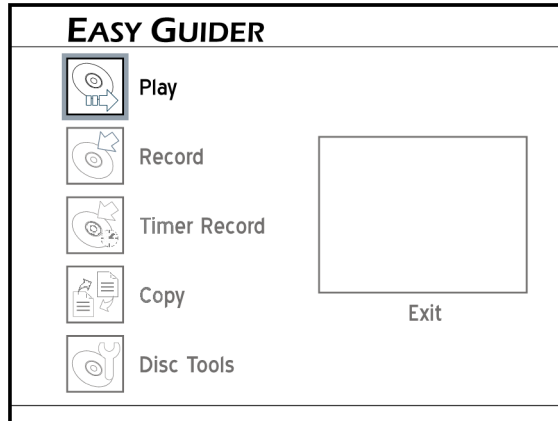 EASY GUIDER
Play
Record
Timer Record
Copy
Exit
Disc Tools